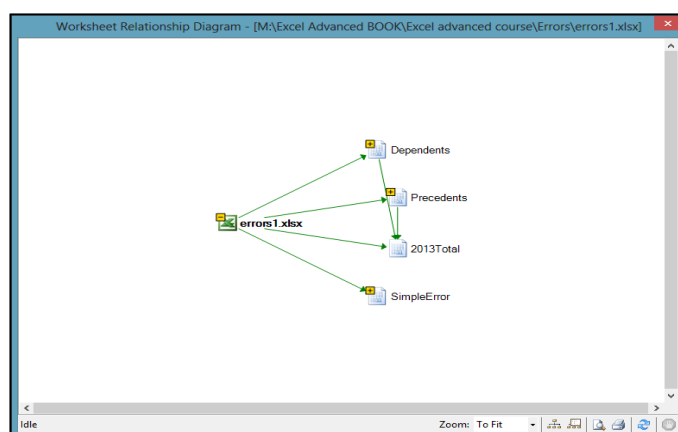 Worksheet Relationship Diagram - [M:\Excel Advanced BOOK\Excel advanced course\Errors\errors1.xlsx]
Dependents
Precedents
errors1.xlsx
2013Total
SimpleError
Idle
Zoom: To Fit